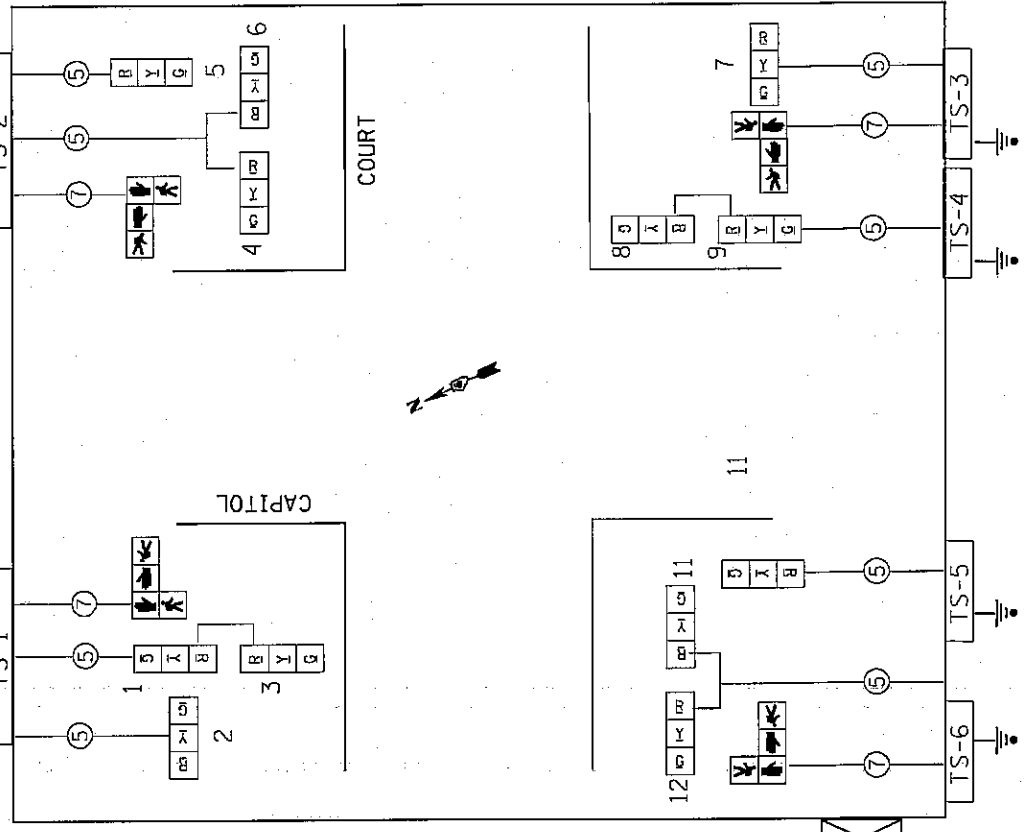 TS-1
TS-2
6
5 R Y G 5
G Y R
5
7
R Y G
4
COURT
7
R Y G
5
7
TS-3
8
G Y R
9
R Y G
5
TS-4
N
CAPITOL
7
5
1
G Y R
3
R Y G
5
2
R Y G
11
11
R Y G
G Y R
5
TS-5
12
G Y R
5
7
TS-6